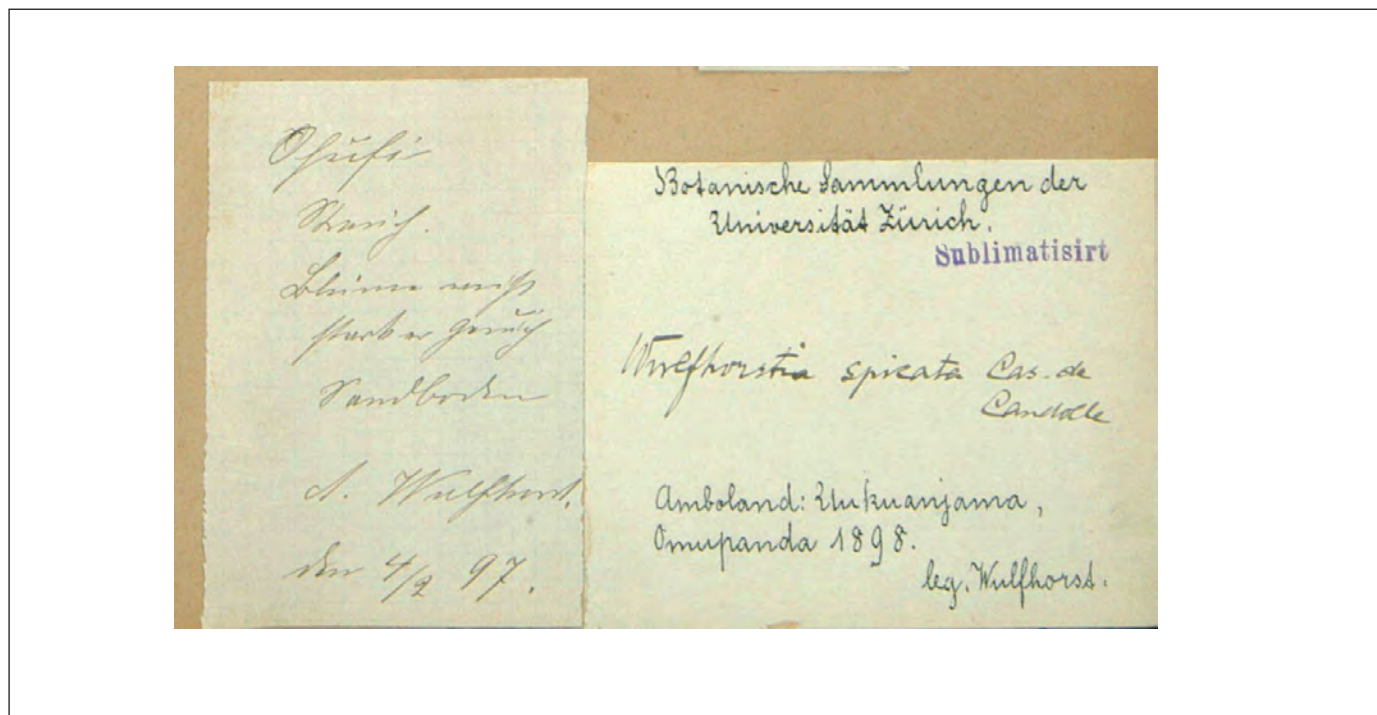 Ohufi
Strauch.
Blume weiß
starker Geruch
Sandboden
A. Wulfhorst.
den 4/2 97.
Botanische Sammlungen der
Universität Zürich.
Sublimatisirt
Wulfhorstia spicata Cas. de
Candolle
Amboland: Uukuanjama,
Omupanda 1898.
leg. Wulfhorst.